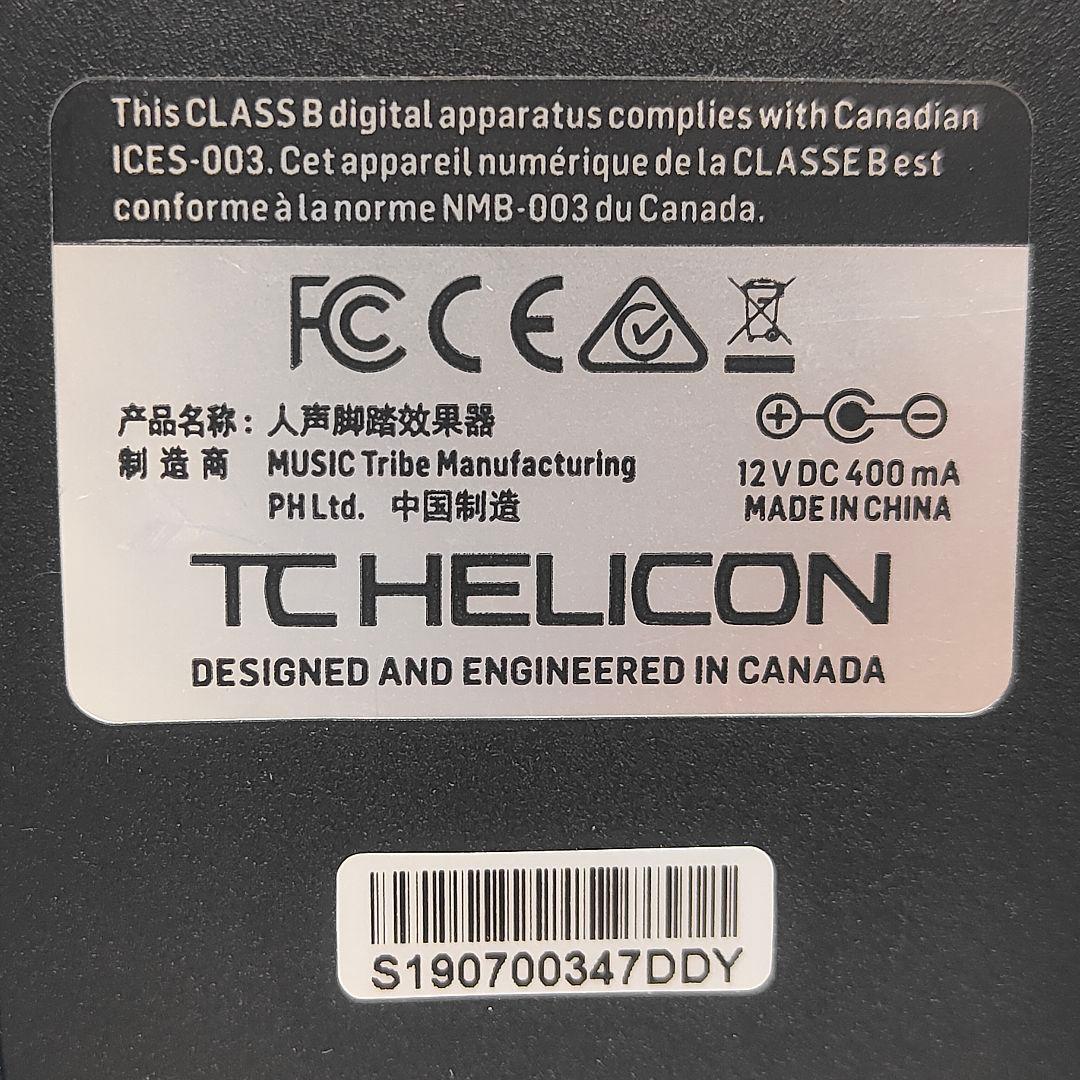 This CLASS B digital apparatus complies with Canadian
ICES-003. Cet appareil numérique de la CLASSE B est
conforme à la norme NMB-003 du Canada.
FC CE
产品名称：人声脚踏效果器
制造商 MUSIC Tribe Manufacturing
PH Ltd. 中国制造
12 V DC 400 mA
MADE IN CHINA
TC HELICON
DESIGNED AND ENGINEERED IN CANADA
S190700347DDY